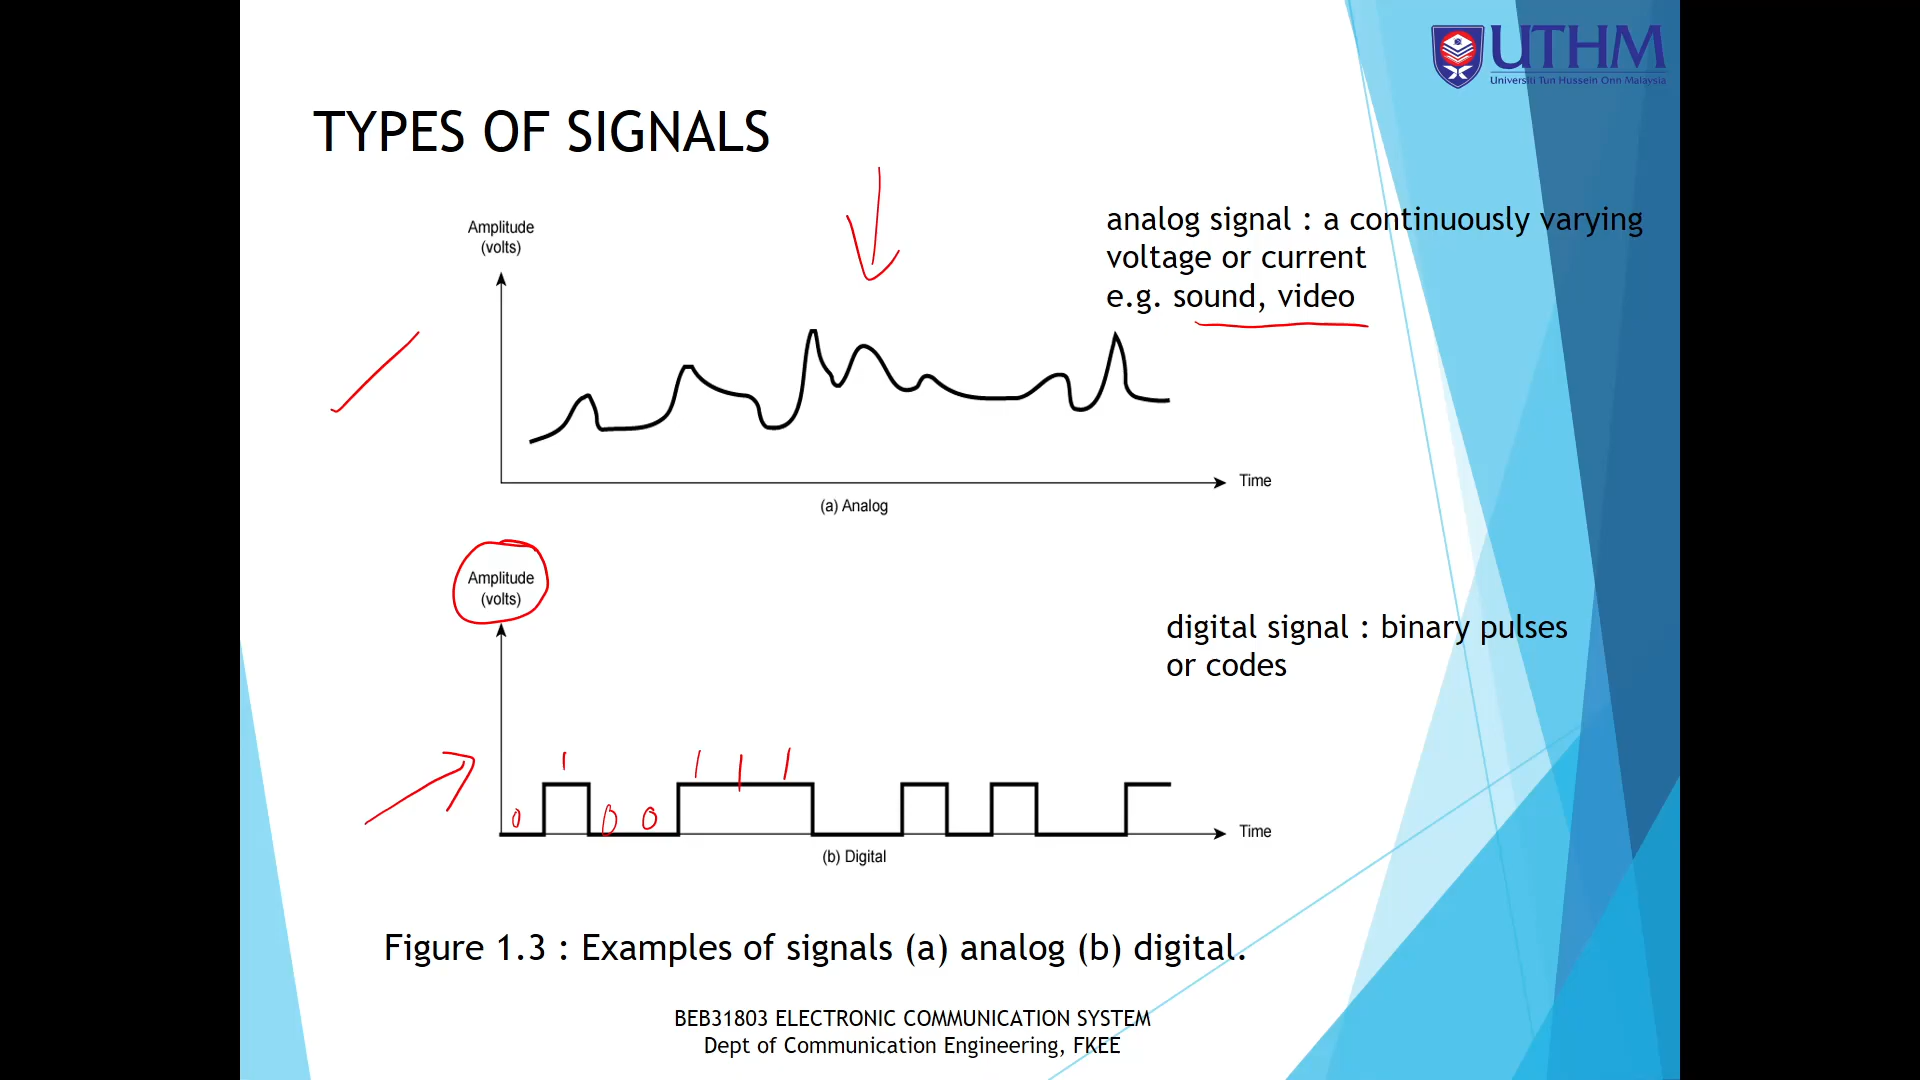 UTHM
Universiti Tun Hussein Onn Malaysia
TYPES OF SIGNALS
Amplitude
(volts)
analog signal : a continuously varying
voltage or current
e.g. sound, video
Time
(a) Analog
Amplitude
(volts)
digital signal : binary pulses
or codes
0 1 0 0 1 1 1
Time
(b) Digital
Figure 1.3 : Examples of signals (a) analog (b) digital.
BEB31803 ELECTRONIC COMMUNICATION SYSTEM
Dept of Communication Engineering, FKEE